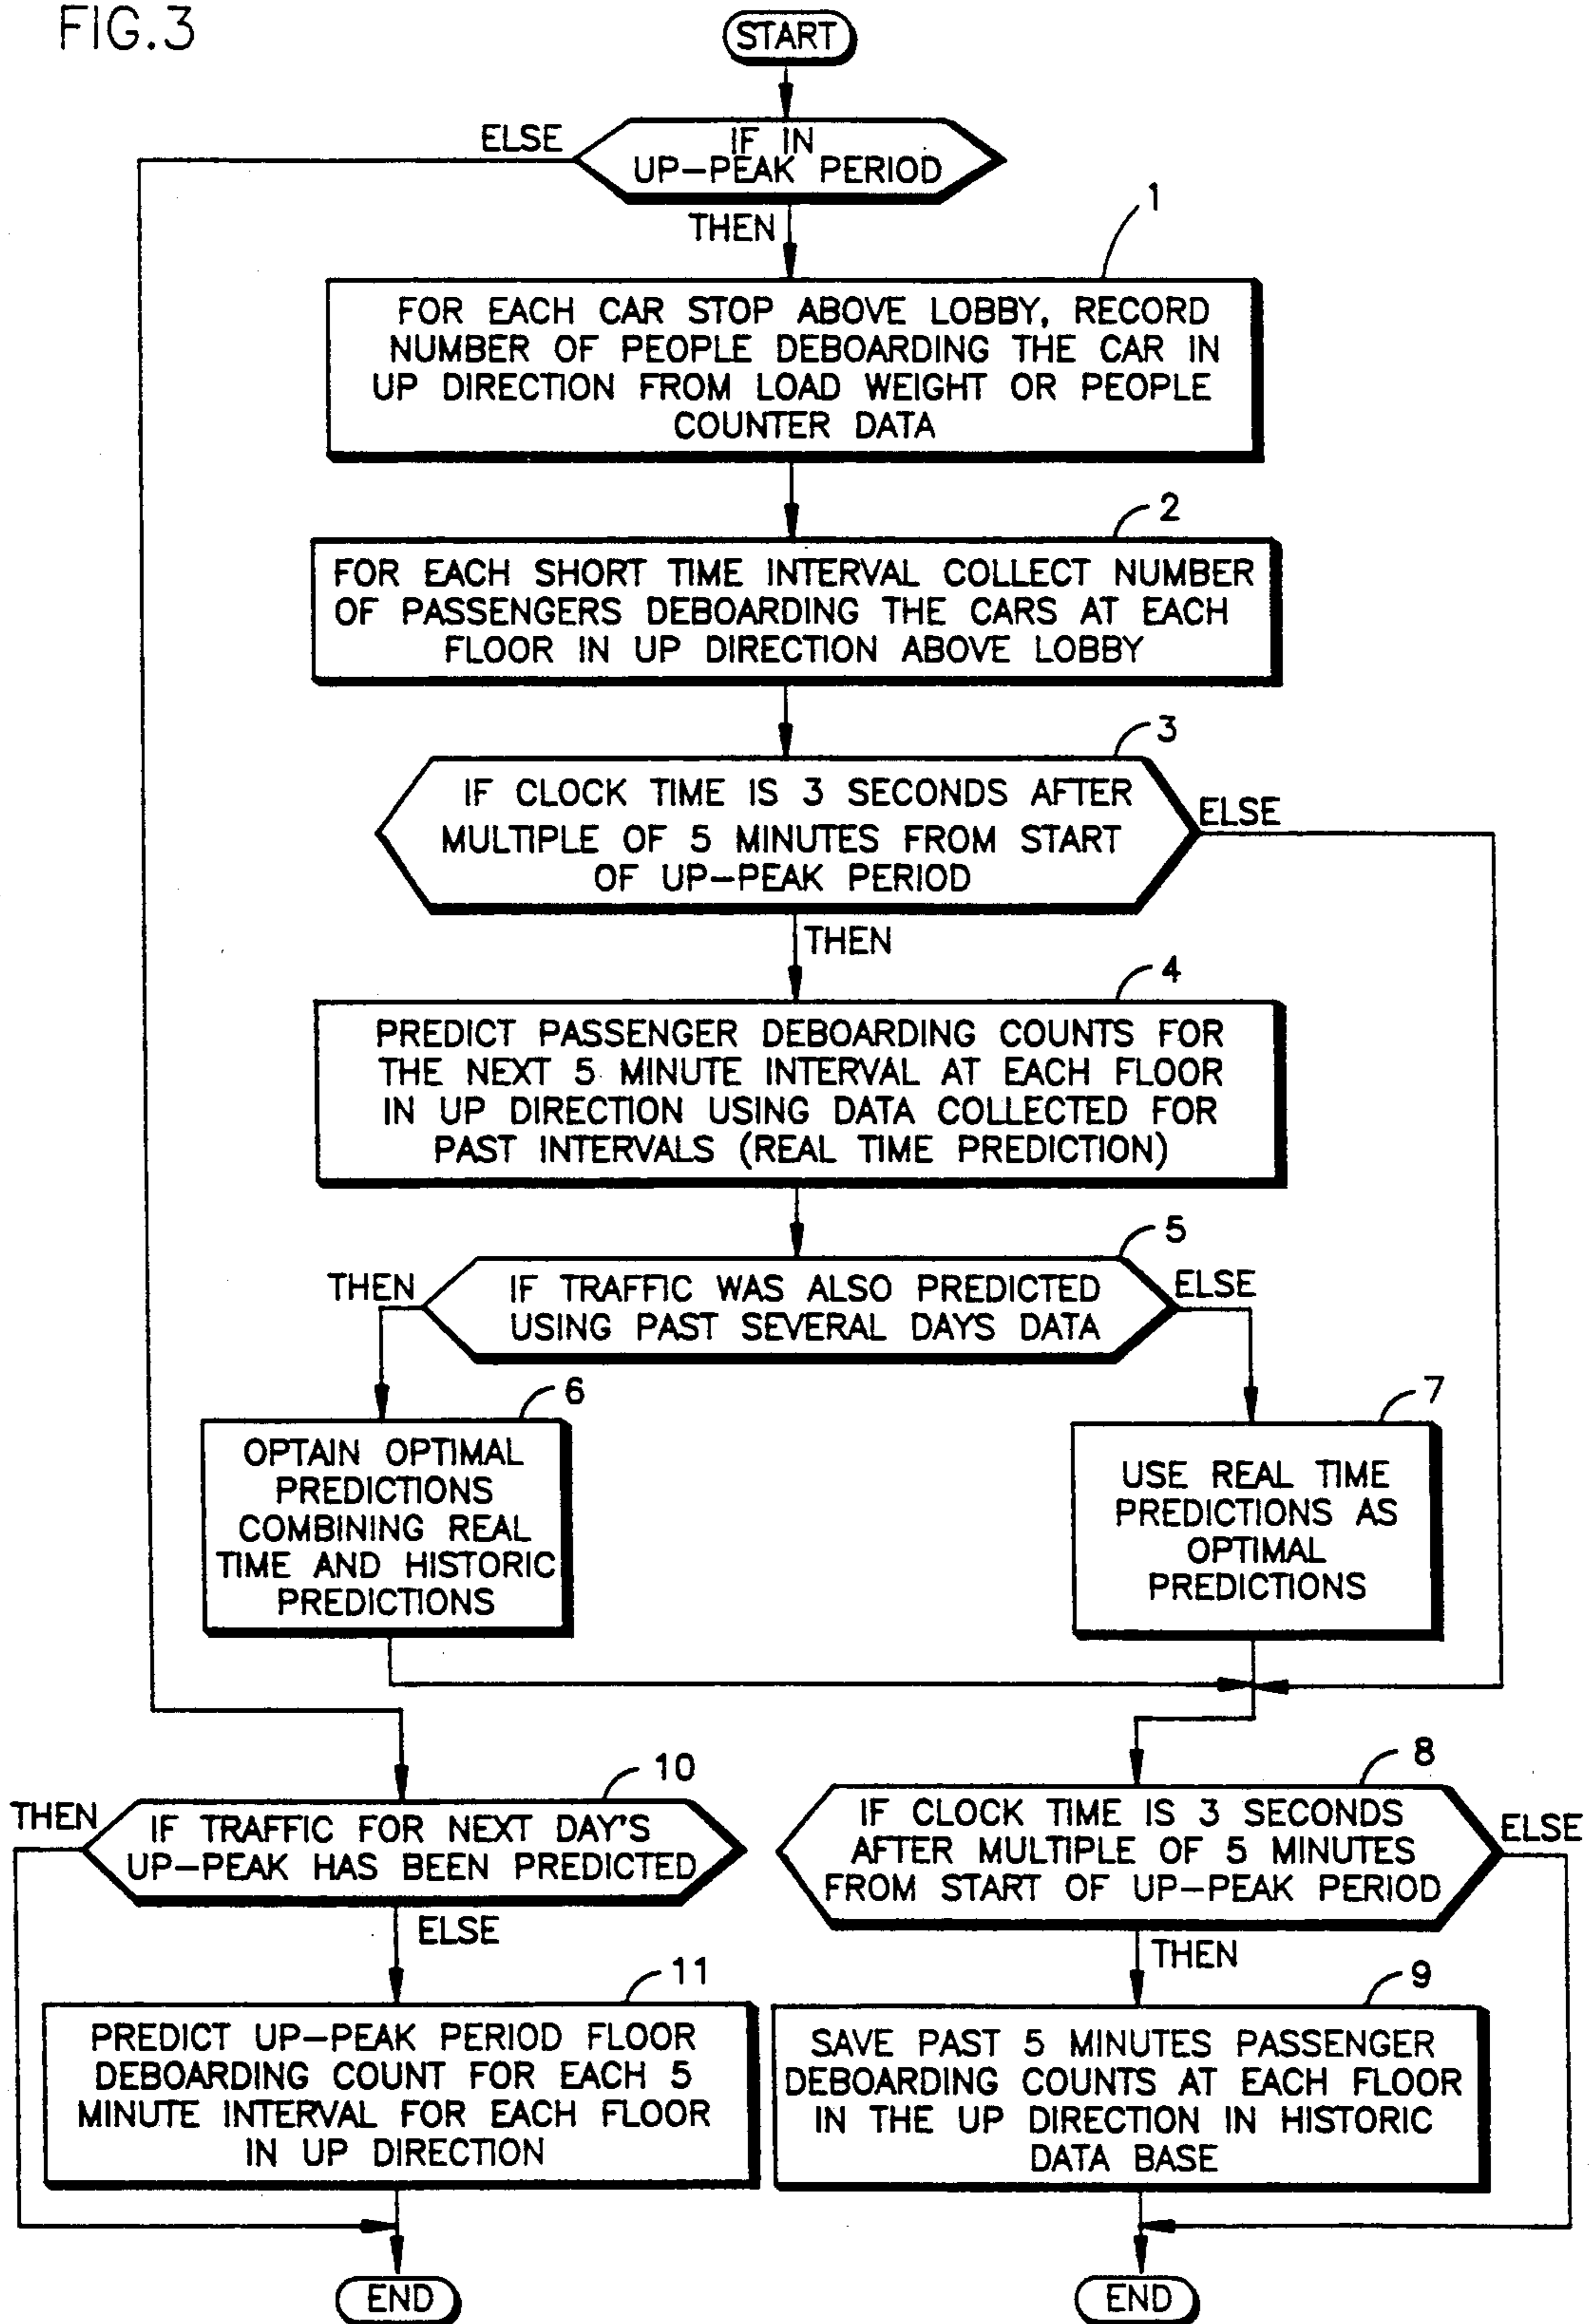 FIG.3
START
ELSE
IF IN
UP-PEAK PERIOD
THEN
1
FOR EACH CAR STOP ABOVE LOBBY, RECORD
NUMBER OF PEOPLE DEBOARDING THE CAR IN
UP DIRECTION FROM LOAD WEIGHT OR PEOPLE
COUNTER DATA
2
FOR EACH SHORT TIME INTERVAL COLLECT NUMBER
OF PASSENGERS DEBOARDING THE CARS AT EACH
FLOOR IN UP DIRECTION ABOVE LOBBY
3
IF CLOCK TIME IS 3 SECONDS AFTER
MULTIPLE OF 5 MINUTES FROM START
OF UP-PEAK PERIOD
ELSE
THEN
4
PREDICT PASSENGER DEBOARDING COUNTS FOR
THE NEXT 5 MINUTE INTERVAL AT EACH FLOOR
IN UP DIRECTION USING DATA COLLECTED FOR
PAST INTERVALS (REAL TIME PREDICTION)
5
THEN
IF TRAFFIC WAS ALSO PREDICTED
USING PAST SEVERAL DAYS DATA
ELSE
6
OPTAIN OPTIMAL
PREDICTIONS
COMBINING REAL
TIME AND HISTORIC
PREDICTIONS
7
USE REAL TIME
PREDICTIONS AS
OPTIMAL
PREDICTIONS
10
THEN
IF TRAFFIC FOR NEXT DAY'S
UP-PEAK HAS BEEN PREDICTED
ELSE
8
IF CLOCK TIME IS 3 SECONDS
AFTER MULTIPLE OF 5 MINUTES
FROM START OF UP-PEAK PERIOD
ELSE
THEN
11
PREDICT UP-PEAK PERIOD FLOOR
DEBOARDING COUNT FOR EACH 5
MINUTE INTERVAL FOR EACH FLOOR
IN UP DIRECTION
9
SAVE PAST 5 MINUTES PASSENGER
DEBOARDING COUNTS AT EACH FLOOR
IN THE UP DIRECTION IN HISTORIC
DATA BASE
END
END